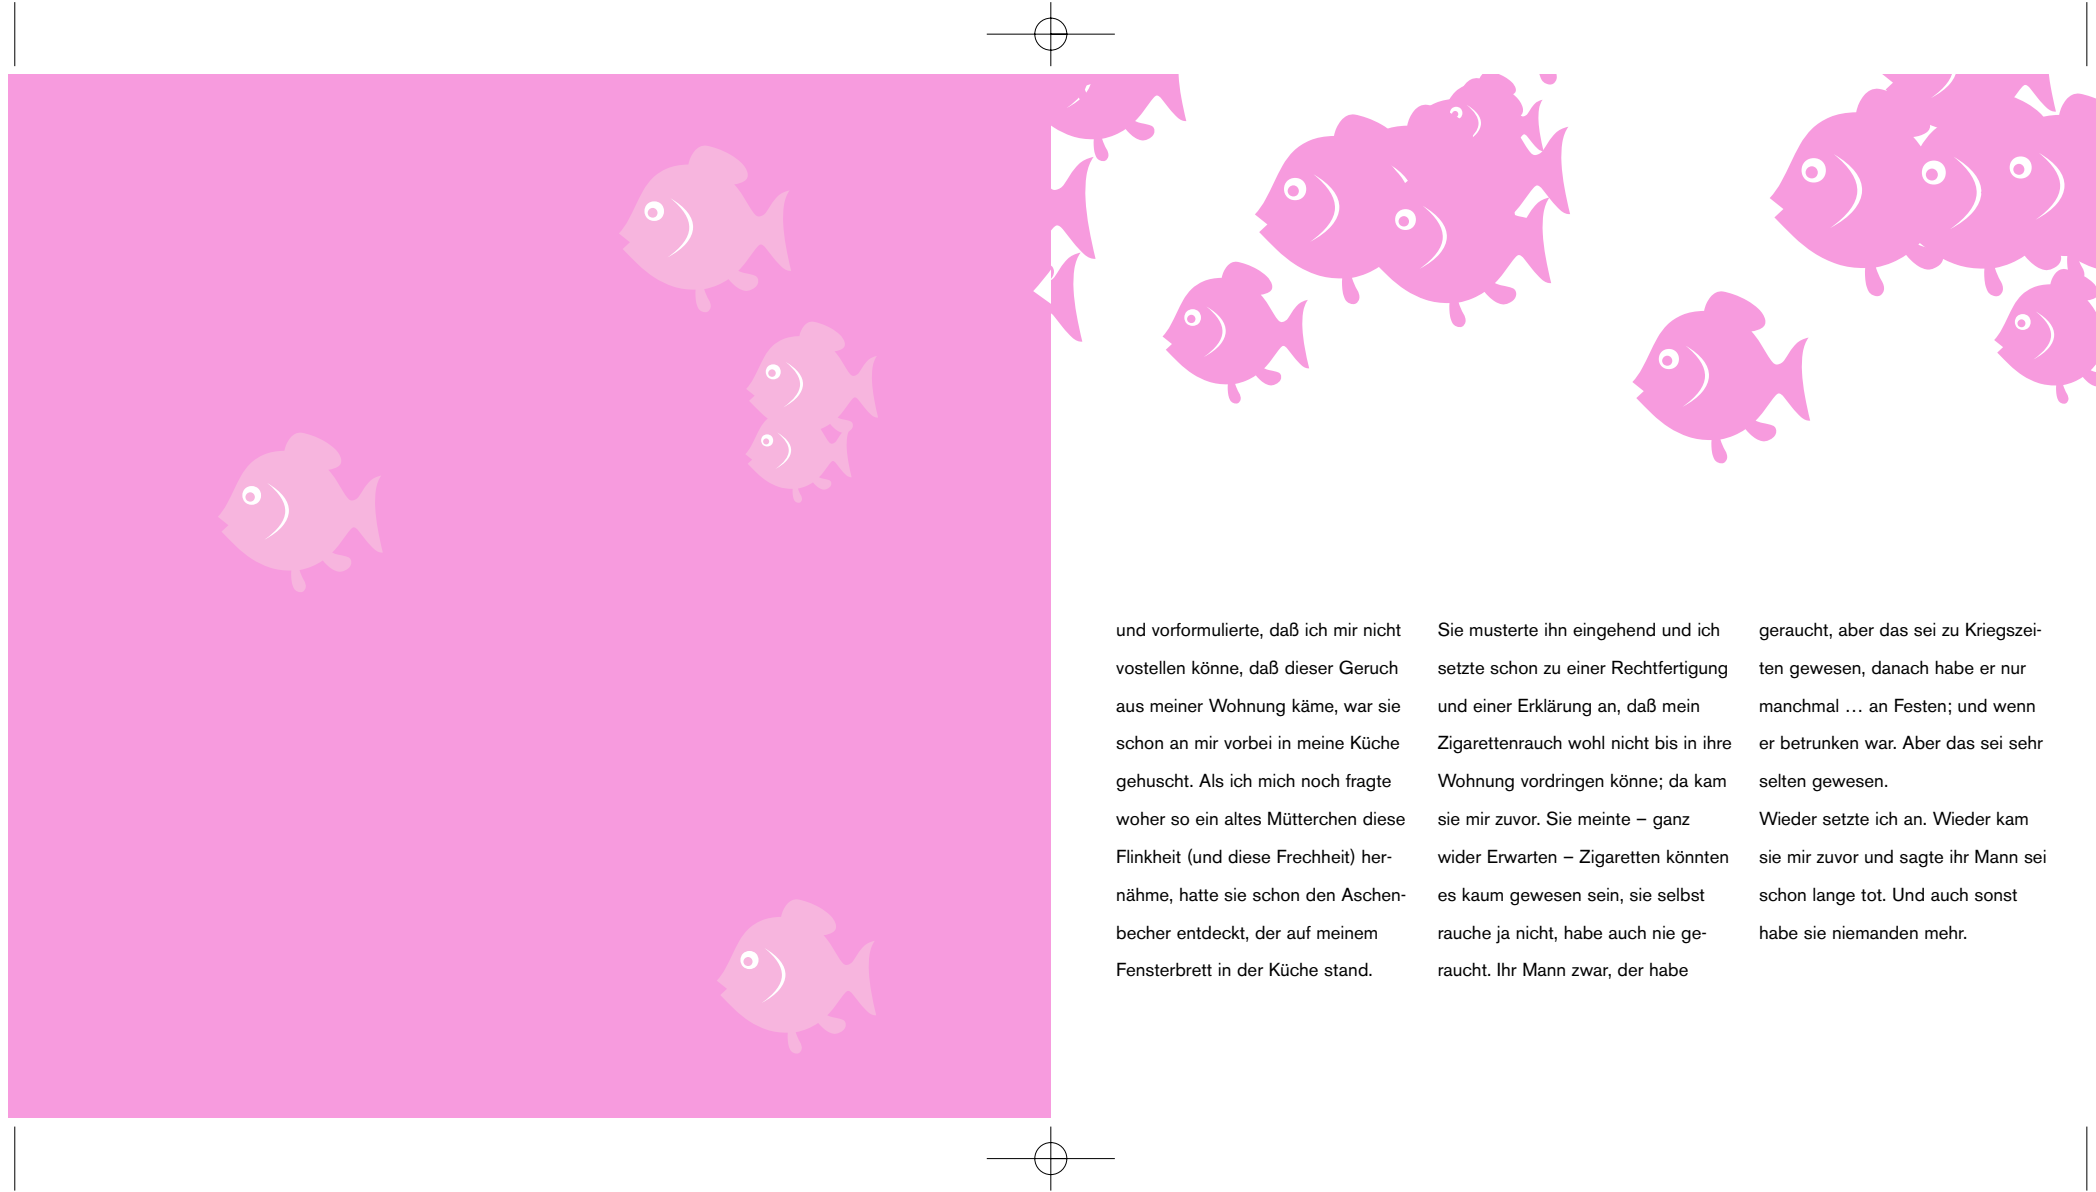 und vorformulierte, daß ich mir nicht
vostellen könne, daß dieser Geruch
aus meiner Wohnung käme, war sie
schon an mir vorbei in meine Küche
gehuscht. Als ich mich noch fragte
woher so ein altes Mütterchen diese
Flinkheit (und diese Frechheit) her-
nähme, hatte sie schon den Aschen-
becher entdeckt, der auf meinem
Fensterbrett in der Küche stand.
Sie musterte ihn eingehend und ich
setzte schon zu einer Rechtfertigung
und einer Erklärung an, daß mein
Zigarettenrauch wohl nicht bis in ihre
Wohnung vordringen könne; da kam
sie mir zuvor. Sie meinte – ganz
wider Erwarten – Zigaretten könnten
es kaum gewesen sein, sie selbst
rauche ja nicht, habe auch nie ge-
raucht. Ihr Mann zwar, der habe
geraucht, aber das sei zu Kriegszei-
ten gewesen, danach habe er nur
manchmal … an Festen; und wenn
er betrunken war. Aber das sei sehr
selten gewesen.
Wieder setzte ich an. Wieder kam
sie mir zuvor und sagte ihr Mann sei
schon lange tot. Und auch sonst
habe sie niemanden mehr.